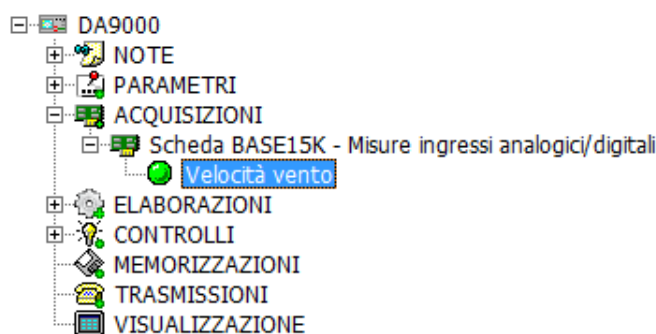 DA9000
NOTE
PARAMETRI
ACQUISIZIONI
Scheda BASE15K - Misure ingressi analogici/digitali
Velocità vento
ELABORAZIONI
CONTROLLI
MEMORIZZAZIONI
TRASMISSIONI
VISUALIZZAZIONE